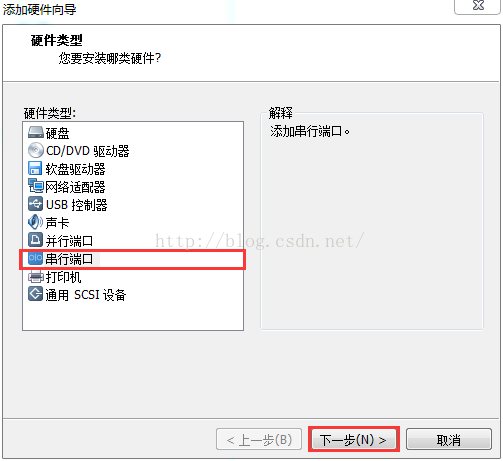 添加硬件向导
硬件类型
您要安装哪类硬件?
硬件类型:
硬盘
CD/DVD 驱动器
软盘驱动器
网络适配器
USB 控制器
声卡
并行端口
串行端口
打印机
通用 SCSI 设备
解释
添加串行端口。
http://blog.csdn.net/
< 上一步(B)
下一步(N) >
取消